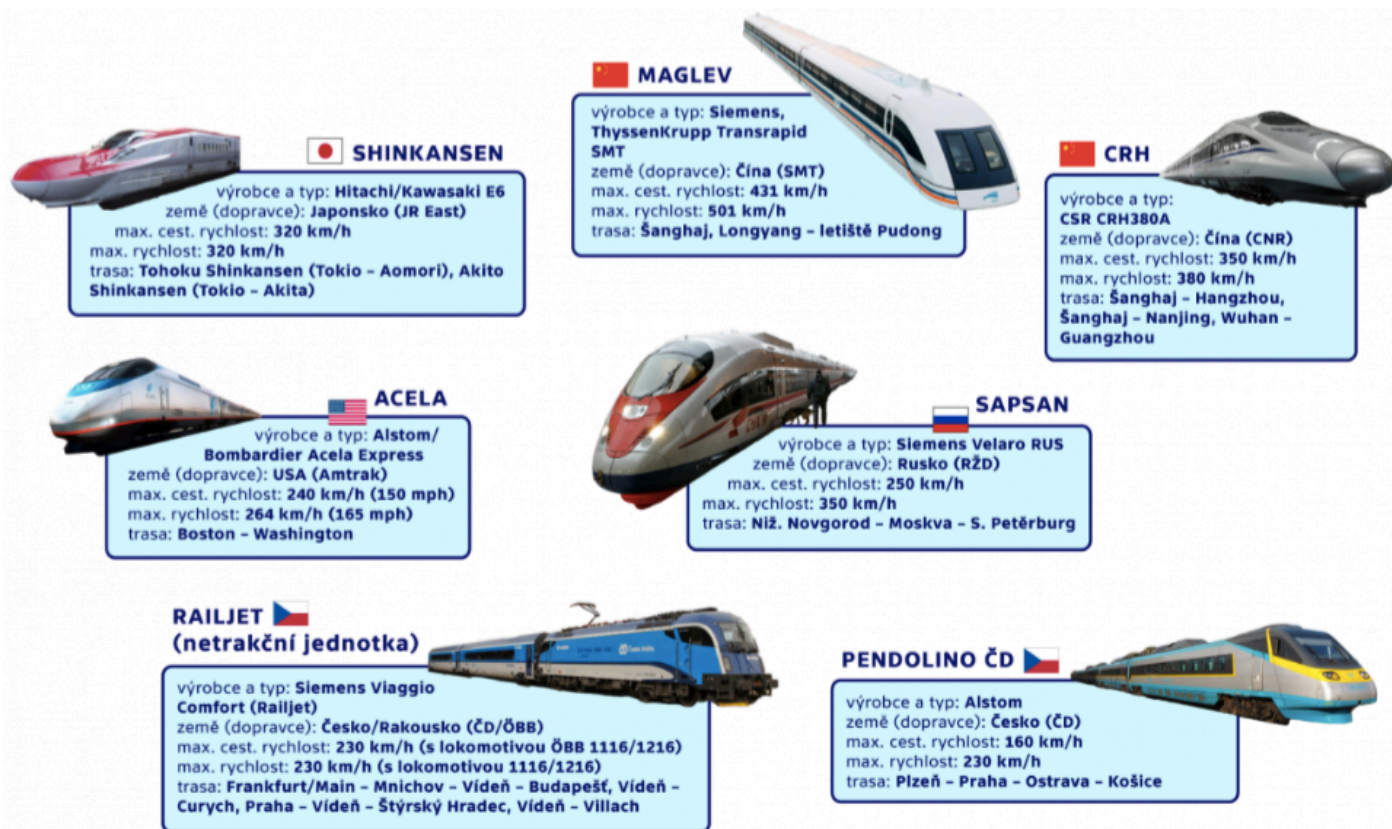 MAGLEV
výrobce a typ: Siemens,
ThyssenKrupp Transrapid
SMT
země (dopravce): Čína (SMT)
max. cest. rychlost: 431 km/h
max. rychlost: 501 km/h
trasa: Šanghaj, Longyang – letiště Pudong
SHINKANSEN
výrobce a typ: Hitachi/Kawasaki E6
země (dopravce): Japonsko (JR East)
max. cest. rychlost: 320 km/h
max. rychlost: 320 km/h
trasa: Tohoku Shinkansen (Tokio – Aomori), Akito
Shinkansen (Tokio – Akita)
CRH
výrobce a typ:
CSR CRH380A
země (dopravce): Čína (CNR)
max. cest. rychlost: 350 km/h
max. rychlost: 380 km/h
trasa: Šanghaj – Hangzhou,
Šanghaj – Nanjing, Wuhan –
Guangzhou
ACELA
výrobce a typ: Alstom/
Bombardier Acela Express
země (dopravce): USA (Amtrak)
max. cest. rychlost: 240 km/h (150 mph)
max. rychlost: 264 km/h (165 mph)
trasa: Boston – Washington
SAPSAN
výrobce a typ: Siemens Velaro RUS
země (dopravce): Rusko (RŽD)
max. cest. rychlost: 250 km/h
max. rychlost: 350 km/h
trasa: Niž. Novgorod – Moskva – S. Petěrburg
RAILJET
(netrakční jednotka)
výrobce a typ: Siemens Viaggio
Comfort (Railjet)
země (dopravce): Česko/Rakousko (ČD/ÖBB)
max. cest. rychlost: 230 km/h (s lokomotivou ÖBB 1116/1216)
max. rychlost: 230 km/h (s lokomotivou 1116/1216)
trasa: Frankfurt/Main – Mnichov – Vídeň – Budapešť, Vídeň –
Curych, Praha – Vídeň – Štýrský Hradec, Vídeň – Villach
PENDOLINO ČD
výrobce a typ: Alstom
země (dopravce): Česko (ČD)
max. cest. rychlost: 160 km/h
max. rychlost: 230 km/h
trasa: Plzeň – Praha – Ostrava – Košice